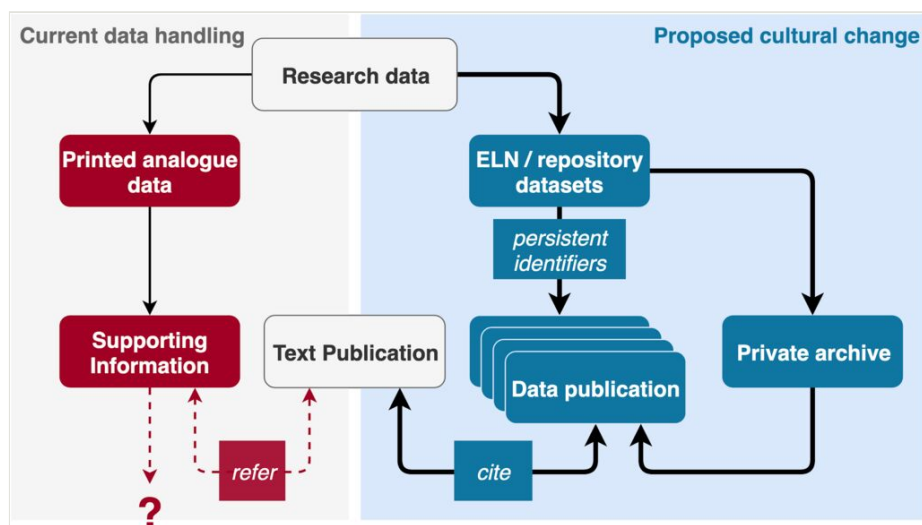 Current data handling
Proposed cultural change
Research data
Printed analogue
data
ELN / repository
datasets
persistent
identifiers
Supporting
Information
Text Publication
Data publication
Private archive
refer
cite
?